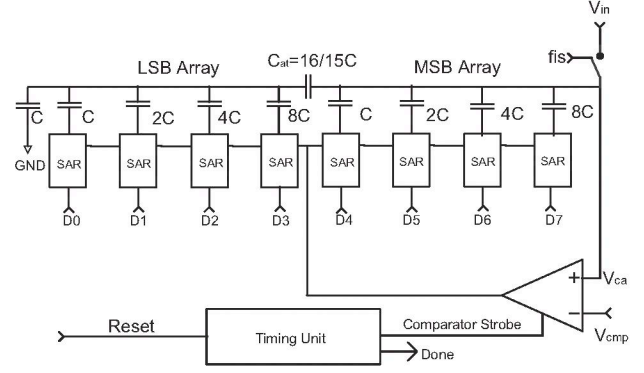 Vin
fis
LSB Array
Cat=16/15C
MSB Array
C
C
2C
4C
8C
C
2C
4C
8C
GND
SAR
SAR
SAR
SAR
SAR
SAR
SAR
SAR
D0
D1
D2
D3
D4
D5
D6
D7
+
Vca
−
Vcmp
Reset
Timing Unit
Comparator Strobe
Done